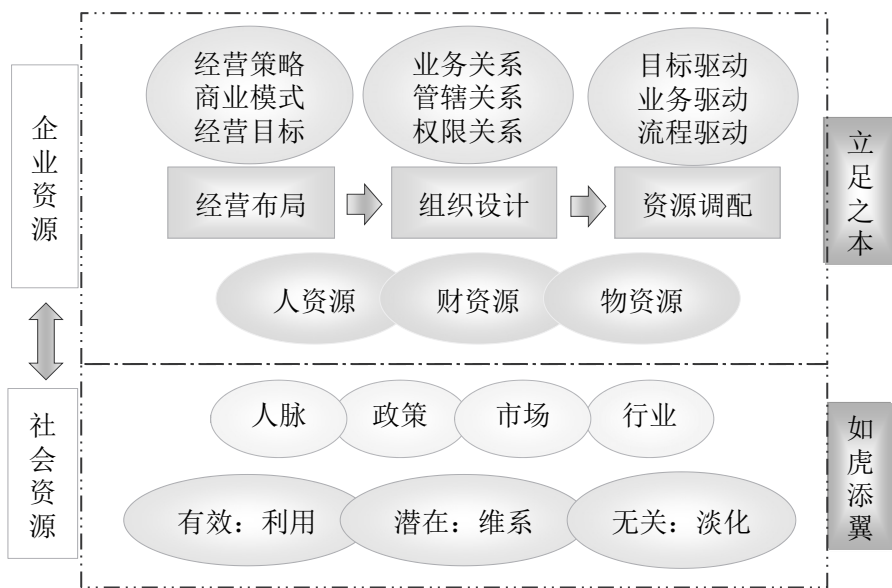 企业资源
经营策略
商业模式
经营目标
业务关系
管辖关系
权限关系
目标驱动
业务驱动
流程驱动
经营布局
组织设计
资源调配
人资源
财资源
物资源
立足之本
社会资源
人脉
政策
市场
行业
有效：利用
潜在：维系
无关：淡化
如虎添翼